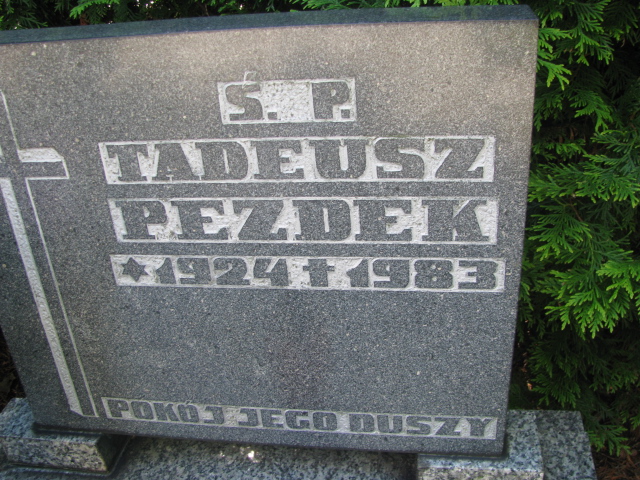 Ś. P.
TADEUSZ
PEZDEK
✶ 1924 ✝ 1983
POKÓJ JEGO DUSZY